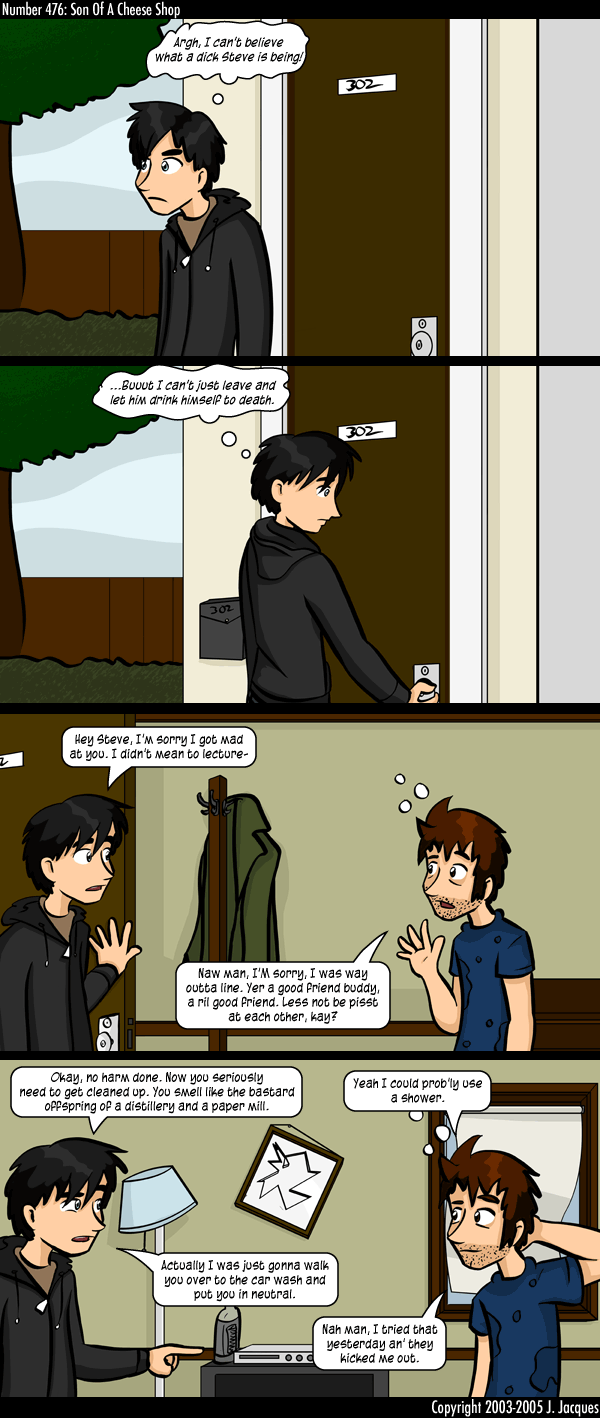 Number 476: Son Of A Cheese Shop
Argh, I can't believe
what a dick Steve is being!
302
...Buuut I can't just leave and
let him drink himself to death.
302
302
Hey Steve, I'm sorry I got mad
at you. I didn't mean to lecture-
2
Naw man, I'M sorry, I was way
outta line. Yer a good friend buddy,
a ril good friend. Less not be pisst
at each other, kay?
Okay, no harm done. Now you seriously
need to get cleaned up. You smell like the bastard
offspring of a distillery and a paper mill.
Yeah I could prob'ly use
a shower.
Actually I was just gonna walk
you over to the car wash and
put you in neutral.
Nah man, I tried that
yesterday an' they
kicked me out.
Copyright 2003-2005 J. Jacques